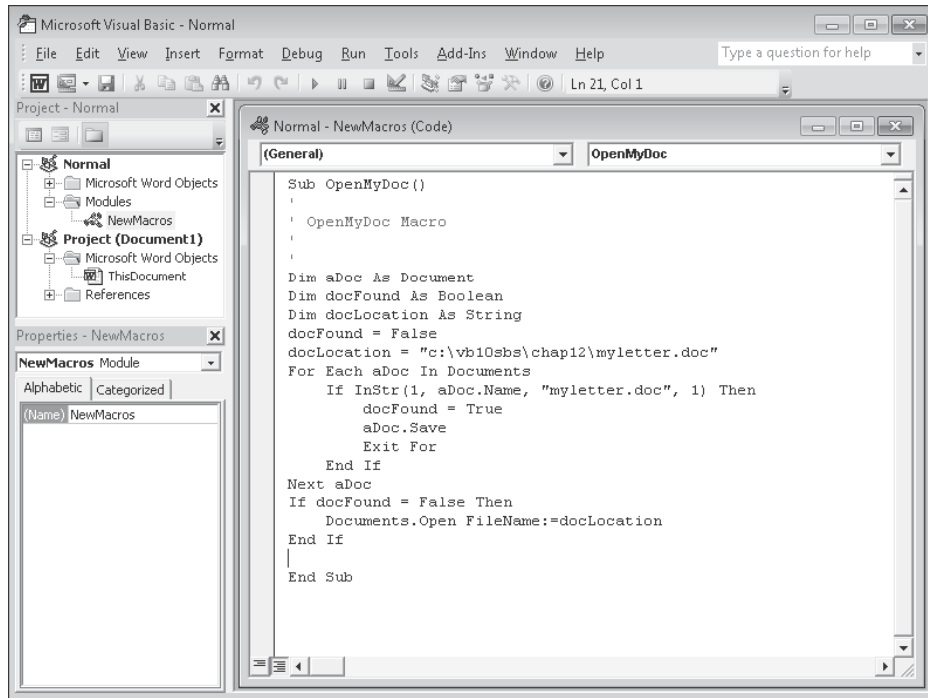 Microsoft Visual Basic - Normal
File Edit View Insert Format Debug Run Tools Add-Ins Window Help
Type a question for help
Ln 21, Col 1
Project - Normal
Normal
Microsoft Word Objects
Modules
NewMacros
Project (Document1)
Microsoft Word Objects
ThisDocument
References
Properties - NewMacros
NewMacros Module
Alphabetic Categorized
(Name) NewMacros
Normal - NewMacros (Code)
(General) OpenMyDoc
Sub OpenMyDoc()
'
' OpenMyDoc Macro
'
'
Dim aDoc As Document
Dim docFound As Boolean
Dim docLocation As String
docFound = False
docLocation = "c:\vb10sbs\chap12\myletter.doc"
For Each aDoc In Documents
    If InStr(1, aDoc.Name, "myletter.doc", 1) Then
        docFound = True
        aDoc.Save
        Exit For
    End If
Next aDoc
If docFound = False Then
    Documents.Open FileName:=docLocation
End If
End Sub